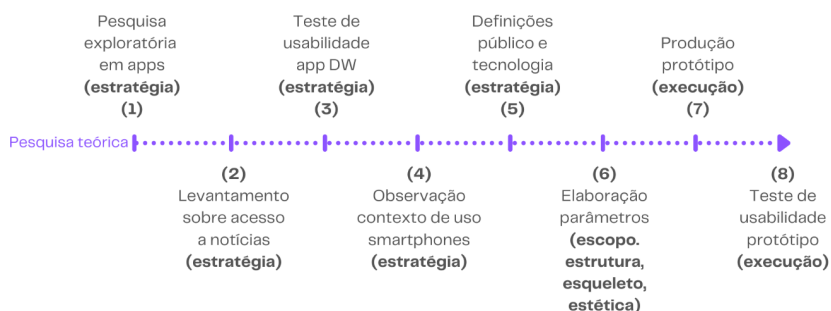 Pesquisa
exploratória
em apps
(estratégia)
(1)
Teste de
usabilidade
app DW
(estratégia)
(3)
Definições
público e
tecnologia
(estratégia)
(5)
Produção
protótipo
(execução)
(7)
Pesquisa teórica
(2)
Levantamento
sobre acesso
a notícias
(estratégia)
(4)
Observação
contexto de uso
smartphones
(estratégia)
(6)
Elaboração
parâmetros
(escopo.
estrutura,
esqueleto,
estética)
(8)
Teste de
usabilidade
protótipo
(execução)